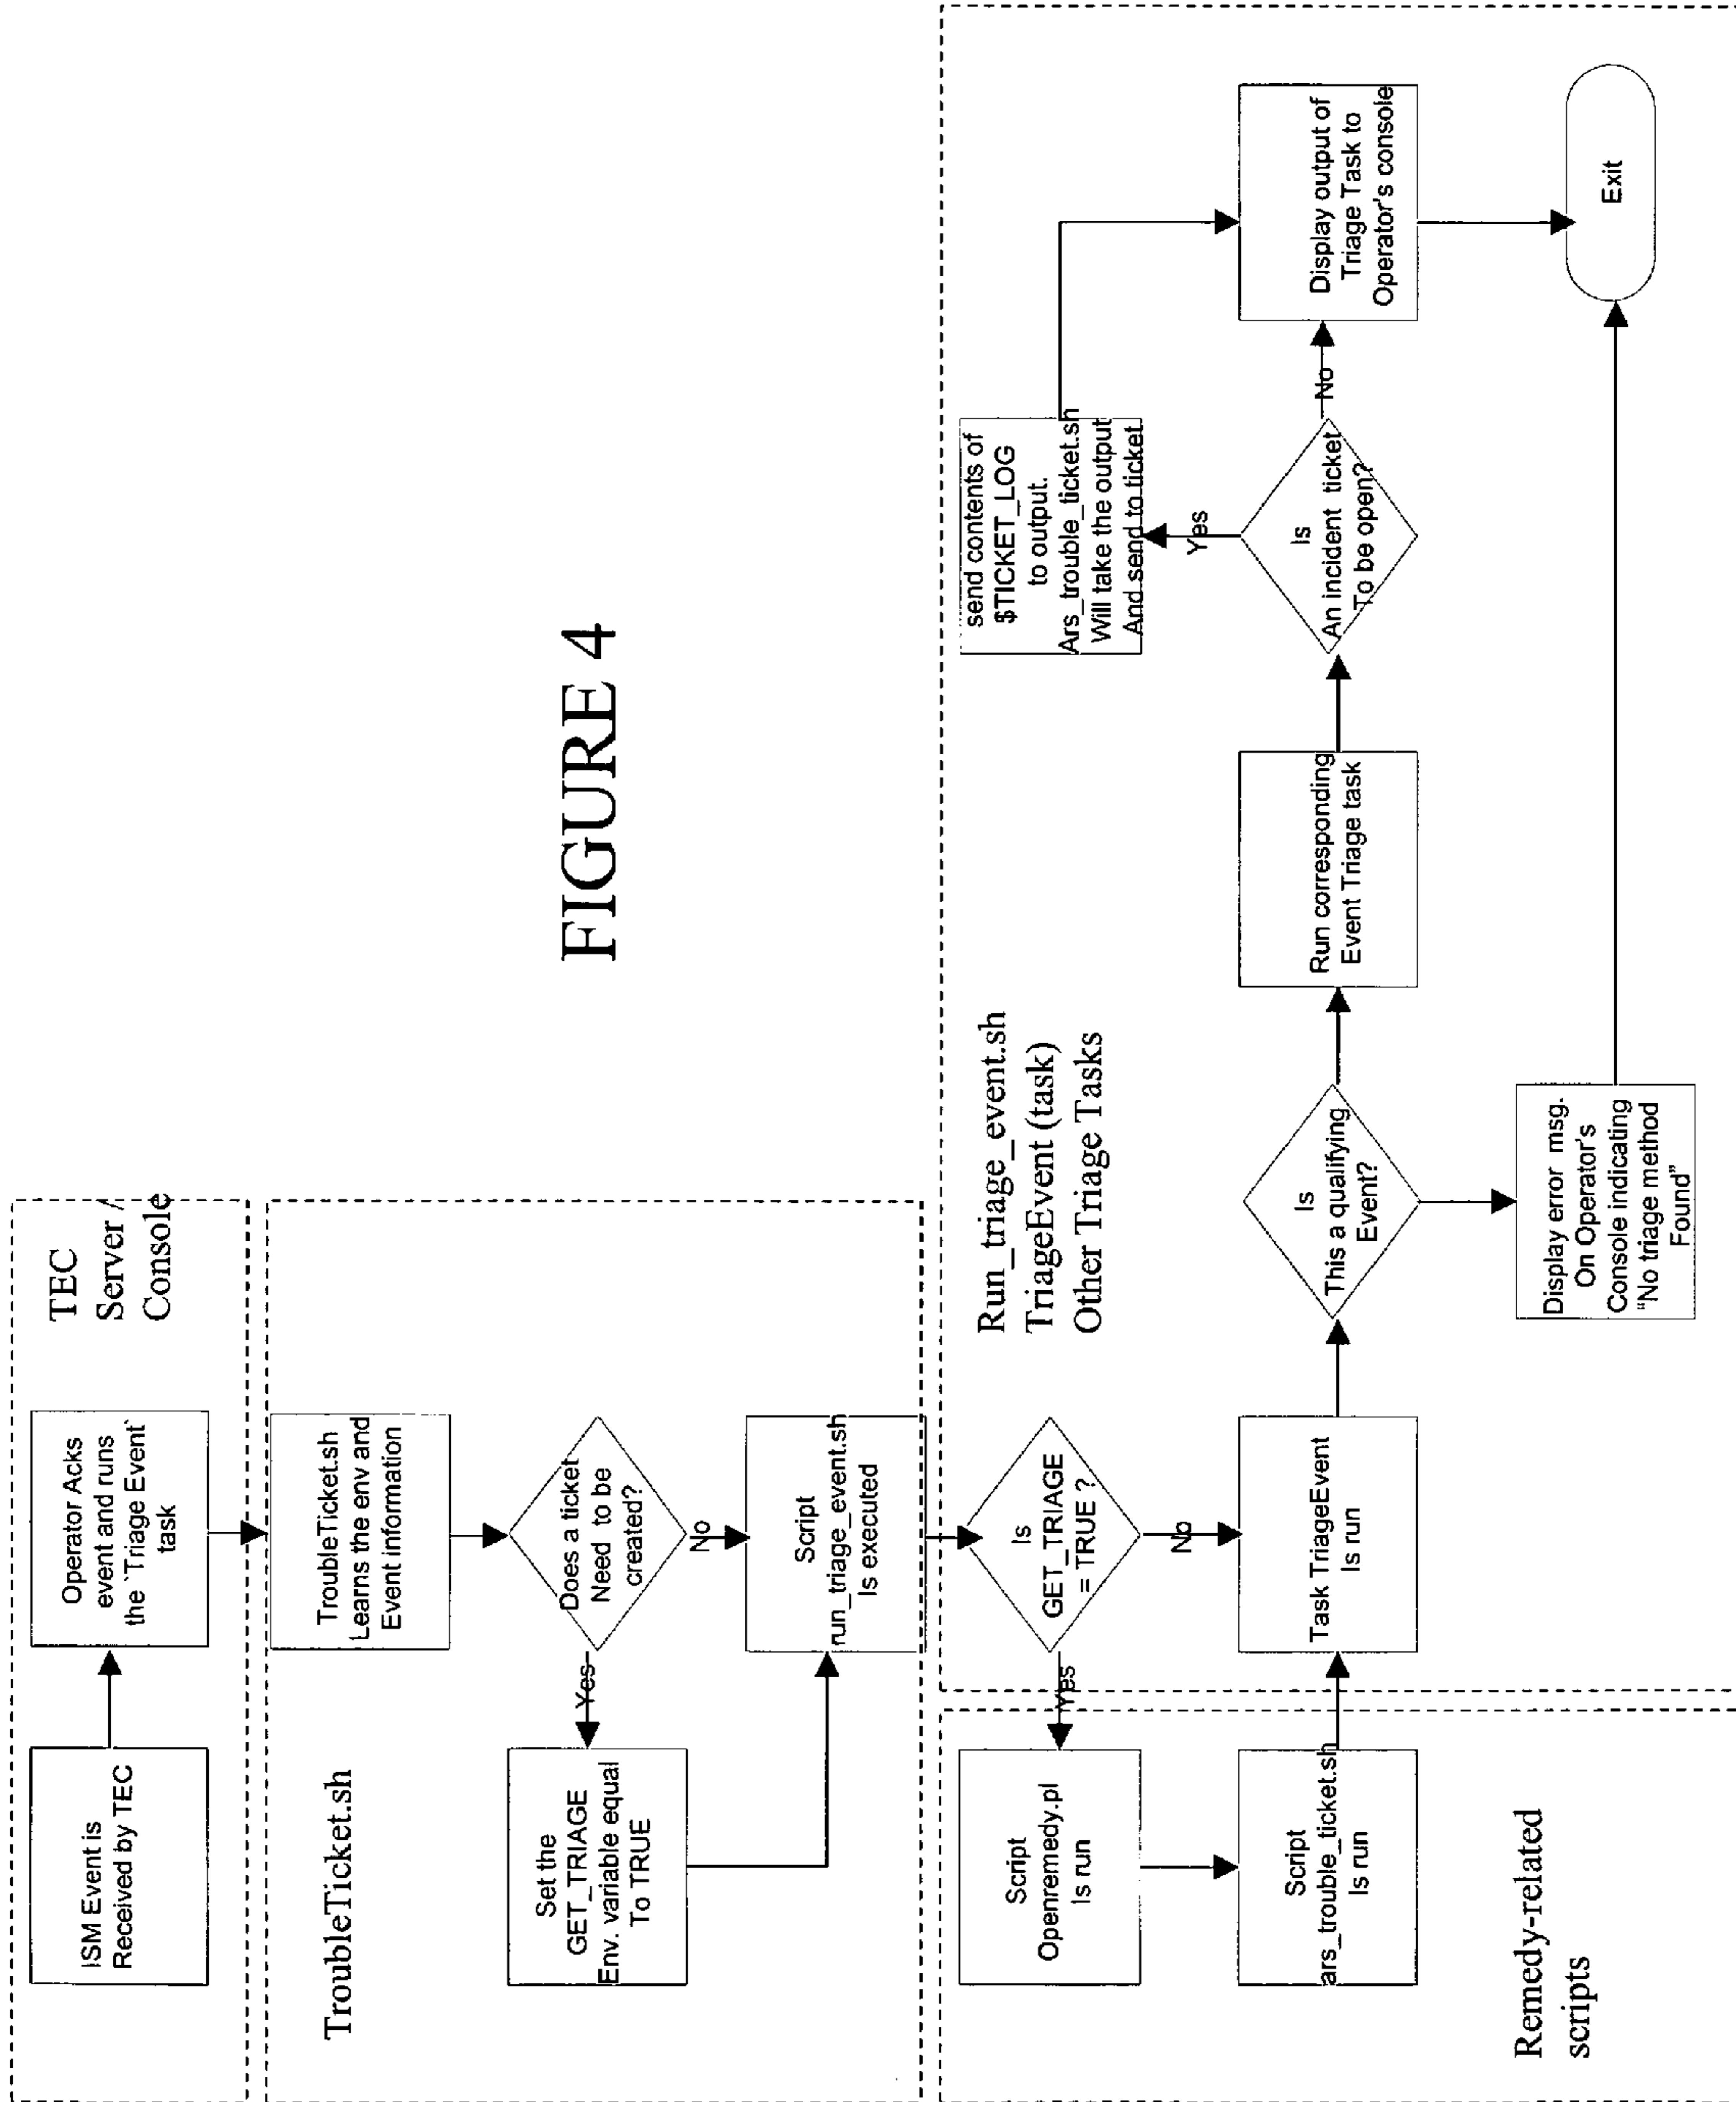 FIGURE 4
TEC
Server /
Console
ISM Event is
Received by TEC
Operator Acks
event and runs
the `Triage Event`
task
TroubleTicket.sh
TroubleTicket.sh
Learns the env and
Event information
Does a ticket
Need to be
created?
Yes
No
Set the
GET_TRIAGE
Env. variable equal
To TRUE
Script
run_triage_event.sh
Is executed
Run_triage_event.sh
TriageEvent (task)
Other Triage Tasks
Is
GET_TRIAGE
= TRUE ?
Yes
No
Script
Openremedy.pl
Is run
Script
ars_trouble_ticket.sh
Is run
Remedy-related
scripts
Task TriageEvent
Is run
Is
This a qualifying
Event?
Display error msg.
On Operator's
Console indicating
"No triage method
Found"
Run corresponding
Event Triage task
Is
An incident ticket
To be open?
Yes
No
send contents of
$TICKET_LOG
to output.
Ars_trouble_ticket.sh
Will take the output
And send to ticket
Display output of
Triage Task to
Operator's console
Exit